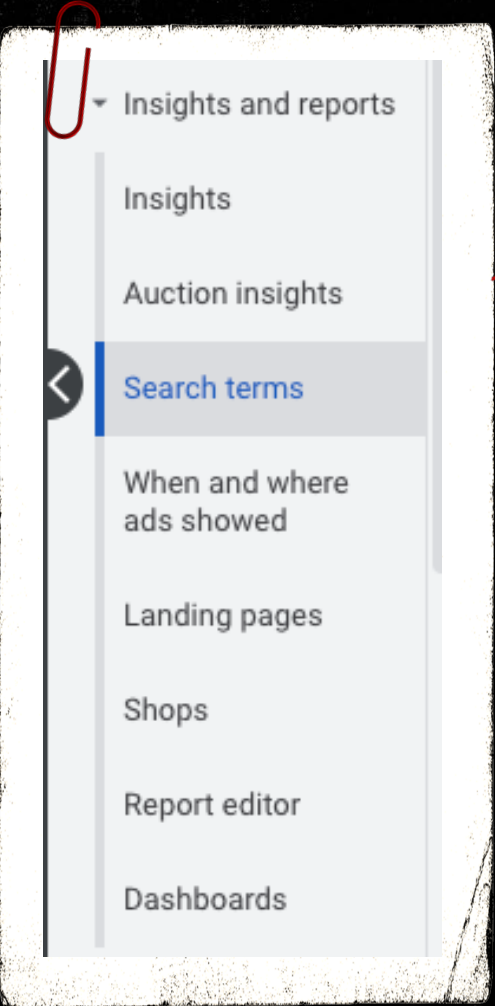 Insights and reports
Insights
Auction insights
Search terms
When and where
ads showed
Landing pages
Shops
Report editor
Dashboards